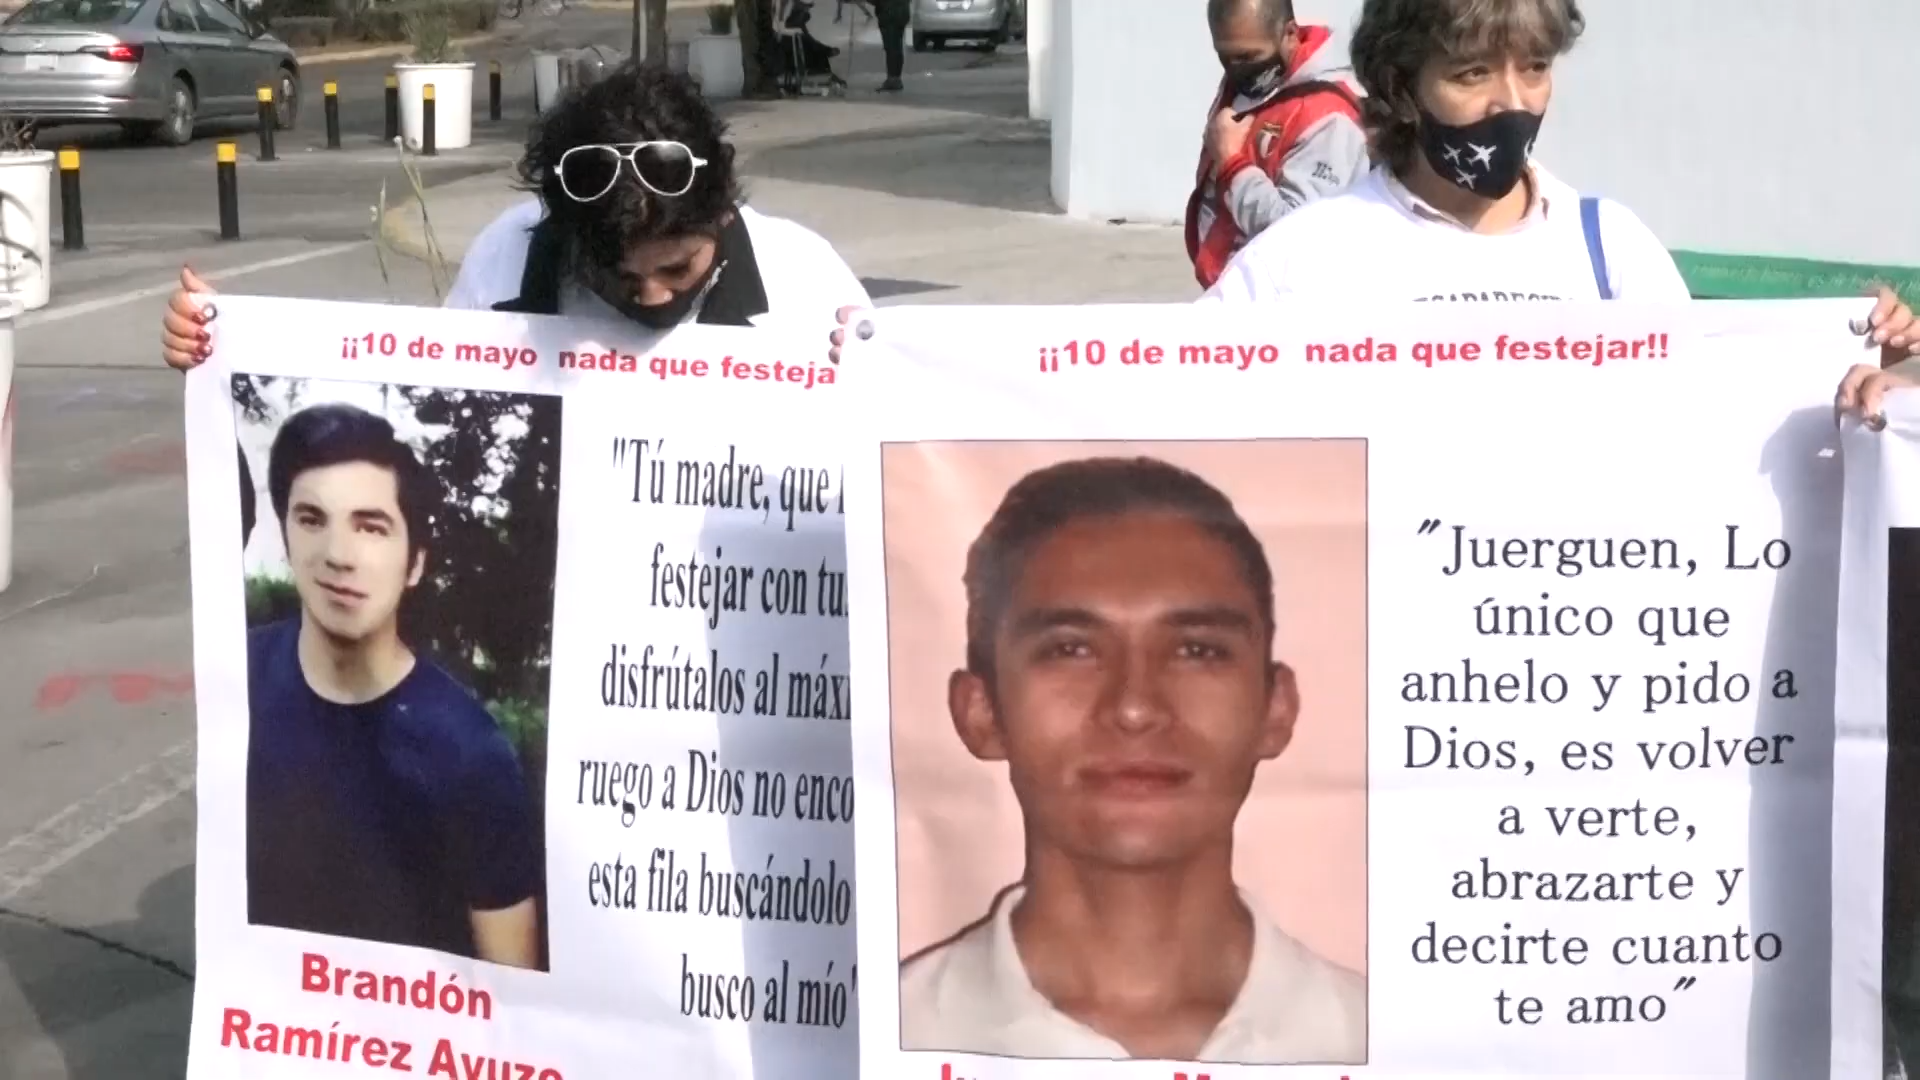 ¡¡10 de mayo nada que festeja
"Tú madre, que
festejar con tu
disfrútalos al máxi
ruego a Dios no enco
esta fila buscándolo
busco al mío"
Brandón
Ramírez Ayuzo
¡¡10 de mayo nada que festejar!!
"Juerguen, Lo
único que
anhelo y pido a
Dios, es volver
a verte,
abrazarte y
decirte cuanto
te amo"